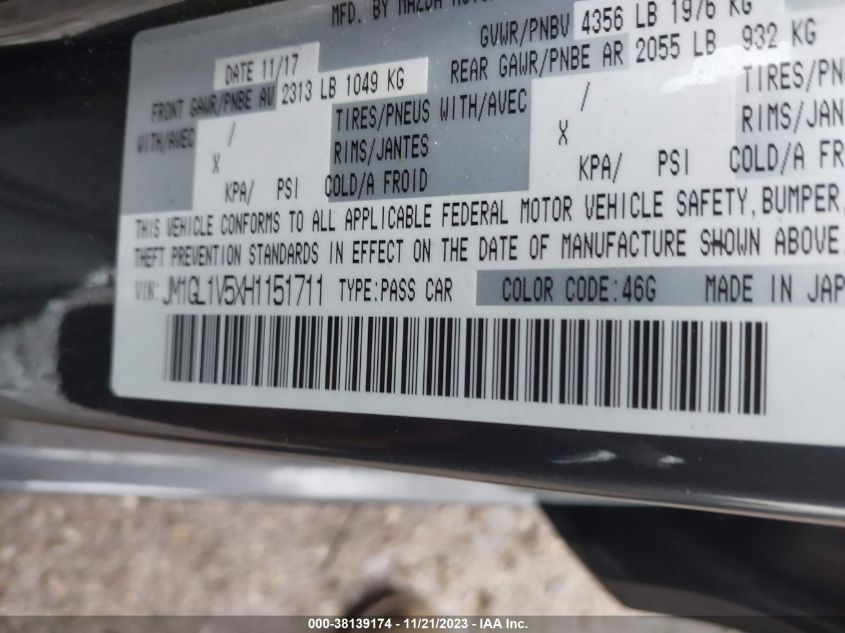 MFD. BY MAZDA
GVWR/PNBV 4356 LB 1976 KG
DATE 11/17
FRONT GAWR/PNBE AV 2313 LB 1049 KG
REAR GAWR/PNBE AR 2055 LB 932 KG
WITH/AVEC / TIRES/PNEUS WITH/AVEC / TIRES/PN
X RIMS/JANTES X RIMS/JANT
KPA/ PSI COLD/A FROID KPA/ PSI COLD/A FR
THIS VEHICLE CONFORMS TO ALL APPLICABLE FEDERAL MOTOR VEHICLE SAFETY, BUMPER,
THEFT PREVENTION STANDARDS IN EFFECT ON THE DATE OF MANUFACTURE SHOWN ABOVE
VIN: JM1GL1V5XH1151711 TYPE:PASS CAR COLOR CODE:46G MADE IN JAP
000-38139174 - 11/21/2023 - IAA Inc.